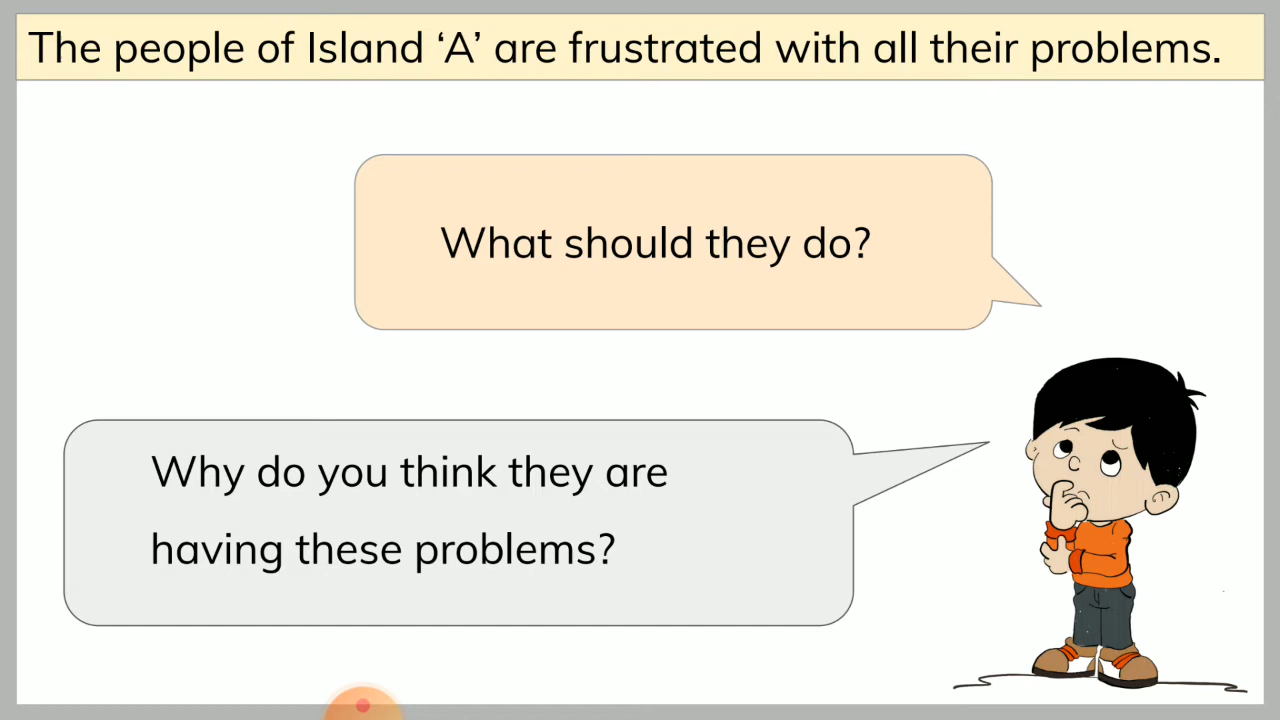 The people of Island ‘A’ are frustrated with all their problems.
What should they do?
Why do you think they are
having these problems?